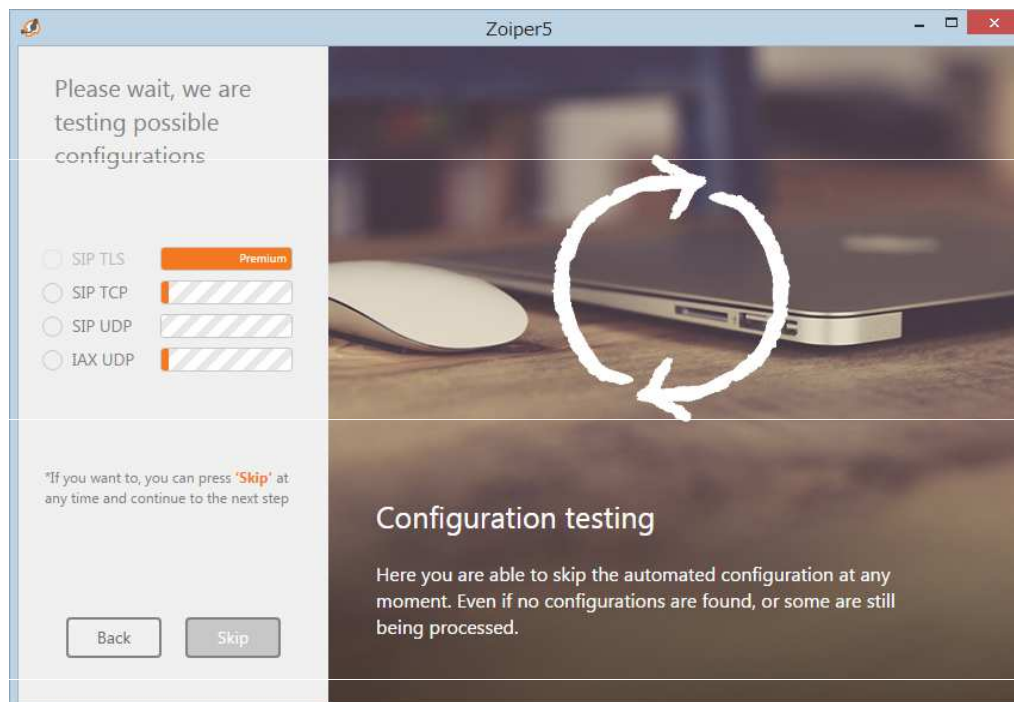 Zoiper5
Please wait, we are
testing possible
configurations
SIP TLS Premium
SIP TCP
SIP UDP
IAX UDP
*If you want to, you can press 'Skip' at
any time and continue to the next step
Back Skip
Configuration testing
Here you are able to skip the automated configuration at any
moment. Even if no configurations are found, or some are still
being processed.